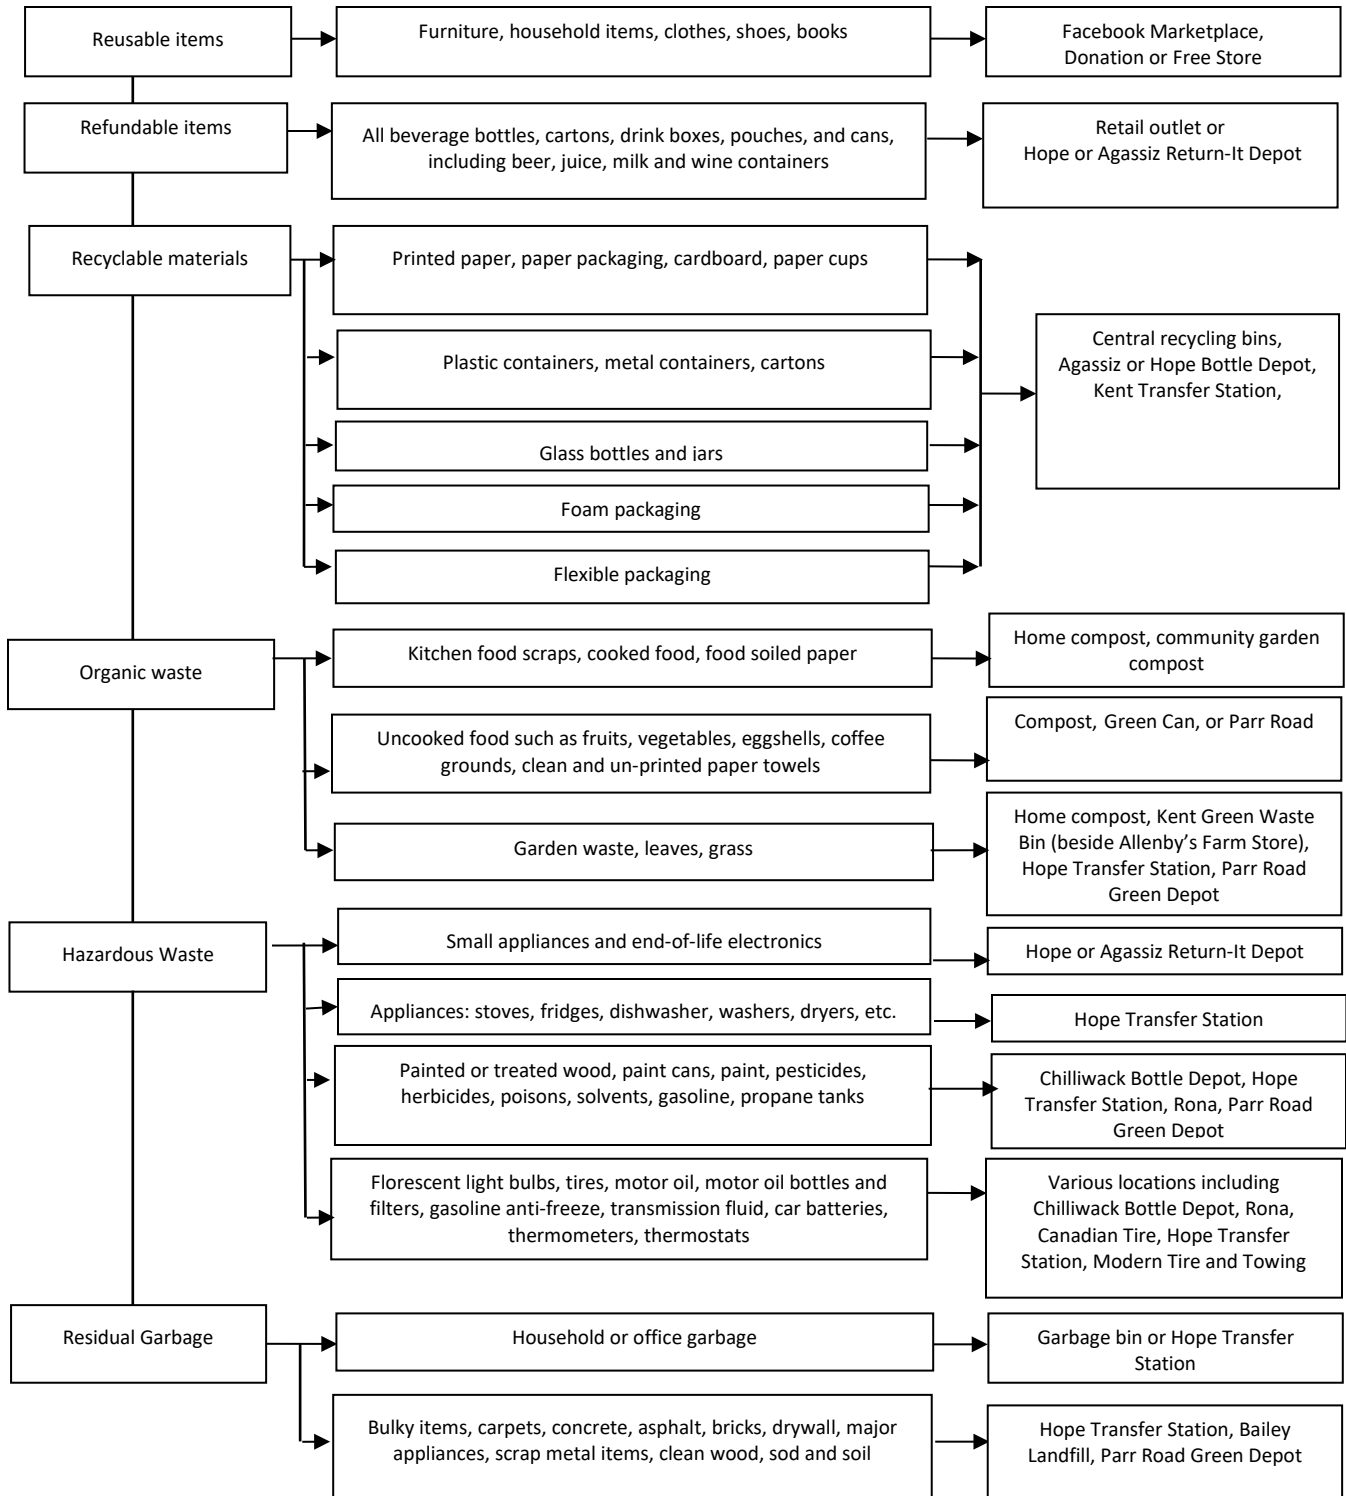 Reusable items
Furniture, household items, clothes, shoes, books
Facebook Marketplace,
Donation or Free Store
Refundable items
All beverage bottles, cartons, drink boxes, pouches, and cans,
including beer, juice, milk and wine containers
Retail outlet or
Hope or Agassiz Return-It Depot
Recyclable materials
Printed paper, paper packaging, cardboard, paper cups
Plastic containers, metal containers, cartons
Glass bottles and jars
Foam packaging
Flexible packaging
Central recycling bins,
Agassiz or Hope Bottle Depot,
Kent Transfer Station,
Organic waste
Kitchen food scraps, cooked food, food soiled paper
Home compost, community garden
compost
Uncooked food such as fruits, vegetables, eggshells, coffee
grounds, clean and un-printed paper towels
Compost, Green Can, or Parr Road
Garden waste, leaves, grass
Home compost, Kent Green Waste
Bin (beside Allenby’s Farm Store),
Hope Transfer Station, Parr Road
Green Depot
Hazardous Waste
Small appliances and end-of-life electronics
Hope or Agassiz Return-It Depot
Appliances: stoves, fridges, dishwasher, washers, dryers, etc.
Hope Transfer Station
Painted or treated wood, paint cans, paint, pesticides,
herbicides, poisons, solvents, gasoline, propane tanks
Chilliwack Bottle Depot, Hope
Transfer Station, Rona, Parr Road
Green Depot
Florescent light bulbs, tires, motor oil, motor oil bottles and
filters, gasoline anti-freeze, transmission fluid, car batteries,
thermometers, thermostats
Various locations including
Chilliwack Bottle Depot, Rona,
Canadian Tire, Hope Transfer
Station, Modern Tire and Towing
Residual Garbage
Household or office garbage
Garbage bin or Hope Transfer
Station
Bulky items, carpets, concrete, asphalt, bricks, drywall, major
appliances, scrap metal items, clean wood, sod and soil
Hope Transfer Station, Bailey
Landfill, Parr Road Green Depot